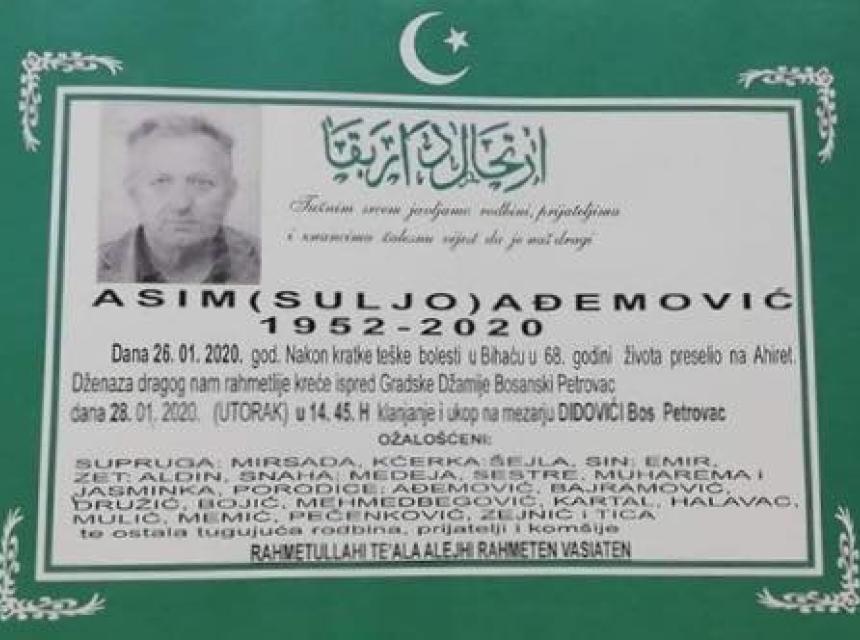 ارتحال دار بقا
Tužnim srcem javljamo rodbini, prijateljima
i znancima žalosnu vijest da je naš dragi
ASIM (SULJO) AĐEMOVIĆ
1952-2020
Dana 26. 01. 2020. god. Nakon kratke teške bolesti u Bihaću u 68. godini života preselio na Ahiret.
Dženaza dragog nam rahmetlije kreće ispred Gradske Džamije Bosanski Petrovac
dana 28. 01. 2020. (UTORAK) u 14. 45. H klanjanje i ukop na mezarju DIDOVIĆI Bos Petrovac
OŽALOŠĆENI:
SUPRUGA: MIRSADA, KĆERKA: ŠEJLA, SIN: EMIR,
ZET: ALDIN, SNAHA: MEDEJA, SESTRE: MUHAREMA i
JASMINKA, PORODICE: AĐEMOVIĆ, BAJRAMOVIĆ,
DRUŽIĆ, BOJIĆ, MEHMEDBEGOVIĆ, KARTAL, HALAVAC,
MULIĆ, MEMIĆ, PEČENKOVIĆ, ZEJNIĆ i TICA
te ostala tugujuća rodbina, prijatelji i komšije
RAHMETULLAHI TE'ALA ALEJHI RAHMETEN VASIATEN